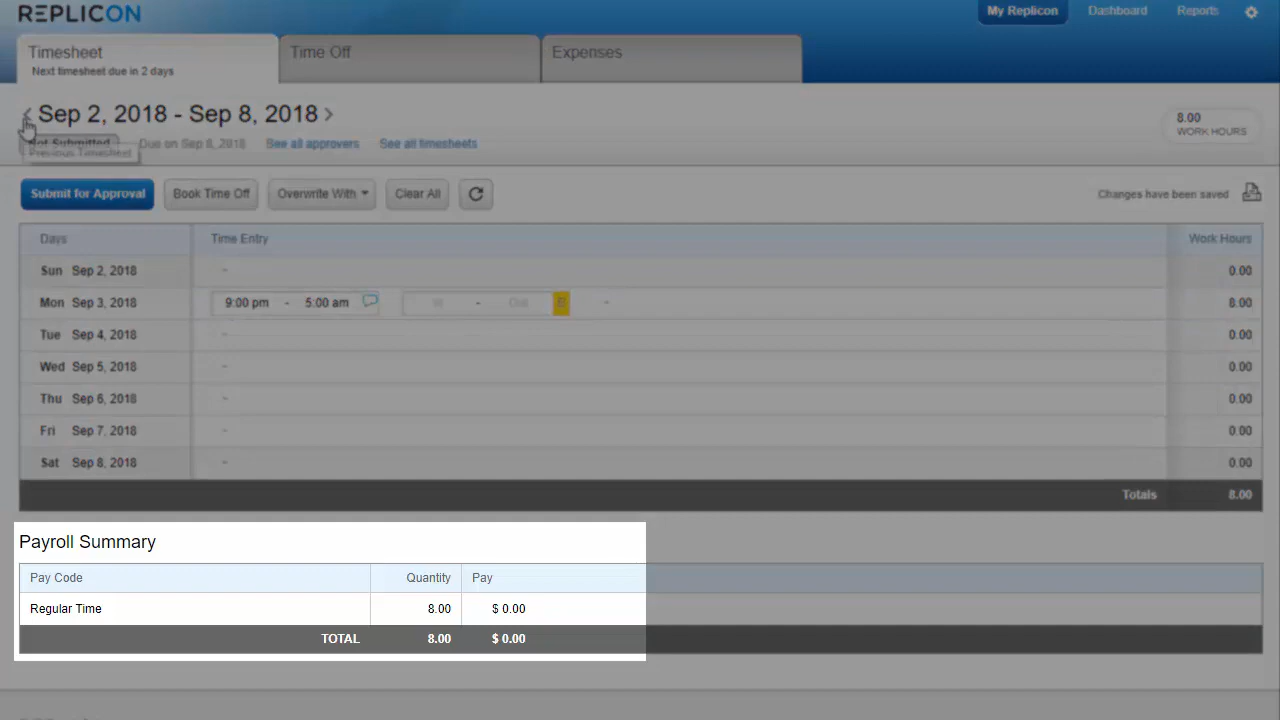 REPLICON
My Replicon
Dashboard
Reports
Timesheet
Next timesheet due in 2 days
Time Off
Expenses
Sep 2, 2018 - Sep 8, 2018
8.00
WORK HOURS
Not Submitted
Due on Sep 8, 2018
See all approvers
See all timesheets
Previous Timesheet
Submit for Approval
Book Time Off
Overwrite With
Clear All
Changes have been saved
Days
Time Entry
Work Hours
Sun Sep 2, 2018 - 0.00
Mon Sep 3, 2018 9:00 pm - 5:00 am In - Out - 8.00
Tue Sep 4, 2018 - 0.00
Wed Sep 5, 2018 - 0.00
Thu Sep 6, 2018 - 0.00
Fri Sep 7, 2018 - 0.00
Sat Sep 8, 2018 - 0.00
Totals 8.00
Payroll Summary
Pay Code Quantity Pay
Regular Time 8.00 $ 0.00
TOTAL 8.00 $ 0.00